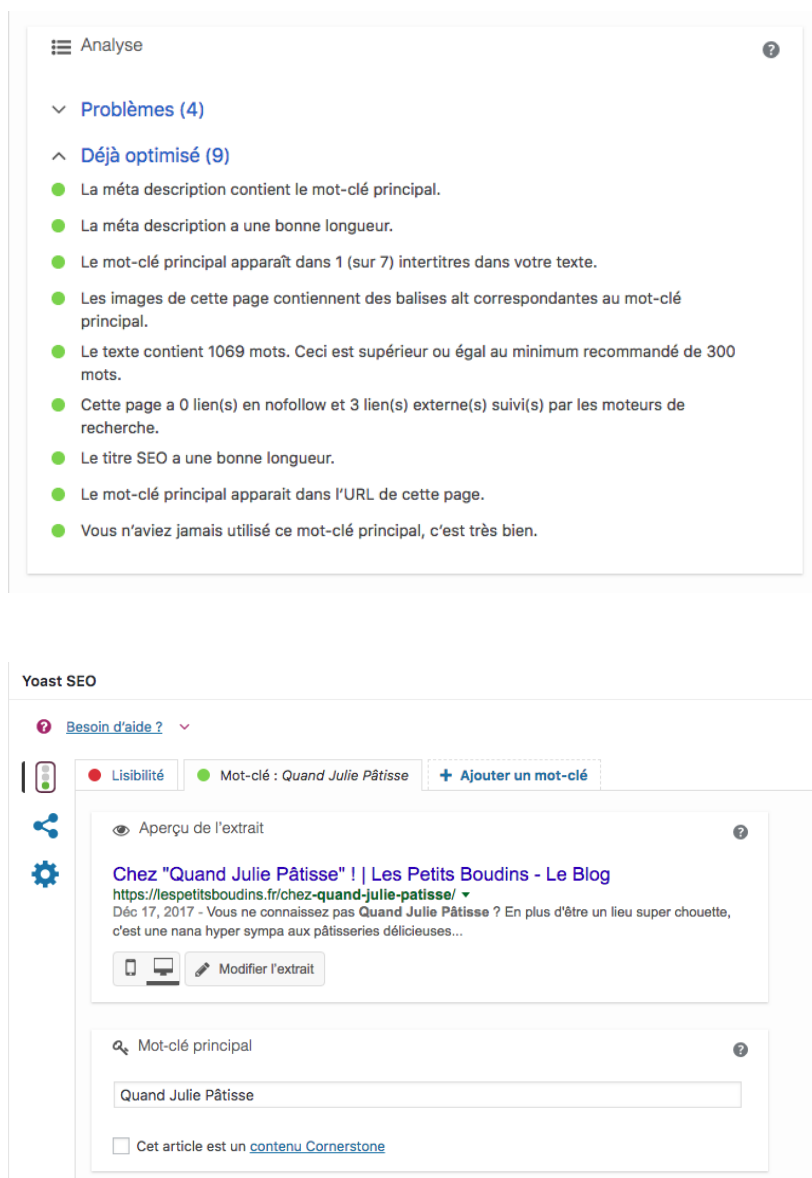 Analyse
Problèmes (4)
Déjà optimisé (9)
La méta description contient le mot-clé principal.
La méta description a une bonne longueur.
Le mot-clé principal apparaît dans 1 (sur 7) intertitres dans votre texte.
Les images de cette page contiennent des balises alt correspondantes au mot-clé
principal.
Le texte contient 1069 mots. Ceci est supérieur ou égal au minimum recommandé de 300
mots.
Cette page a 0 lien(s) en nofollow et 3 lien(s) externe(s) suivi(s) par les moteurs de
recherche.
Le titre SEO a une bonne longueur.
Le mot-clé principal apparait dans l’URL de cette page.
Vous n’aviez jamais utilisé ce mot-clé principal, c’est très bien.
Yoast SEO
Besoin d’aide ?
Lisibilité
Mot-clé : Quand Julie Pâtisse
+ Ajouter un mot-clé
Aperçu de l’extrait
Chez "Quand Julie Pâtisse" ! | Les Petits Boudins - Le Blog
https://lespetitsboudins.fr/chez-quand-julie-patisse/
Déc 17, 2017 - Vous ne connaissez pas Quand Julie Pâtisse ? En plus d'être un lieu super chouette,
c'est une nana hyper sympa aux pâtisseries délicieuses...
Modifier l’extrait
Mot-clé principal
Quand Julie Pâtisse
Cet article est un contenu Cornerstone